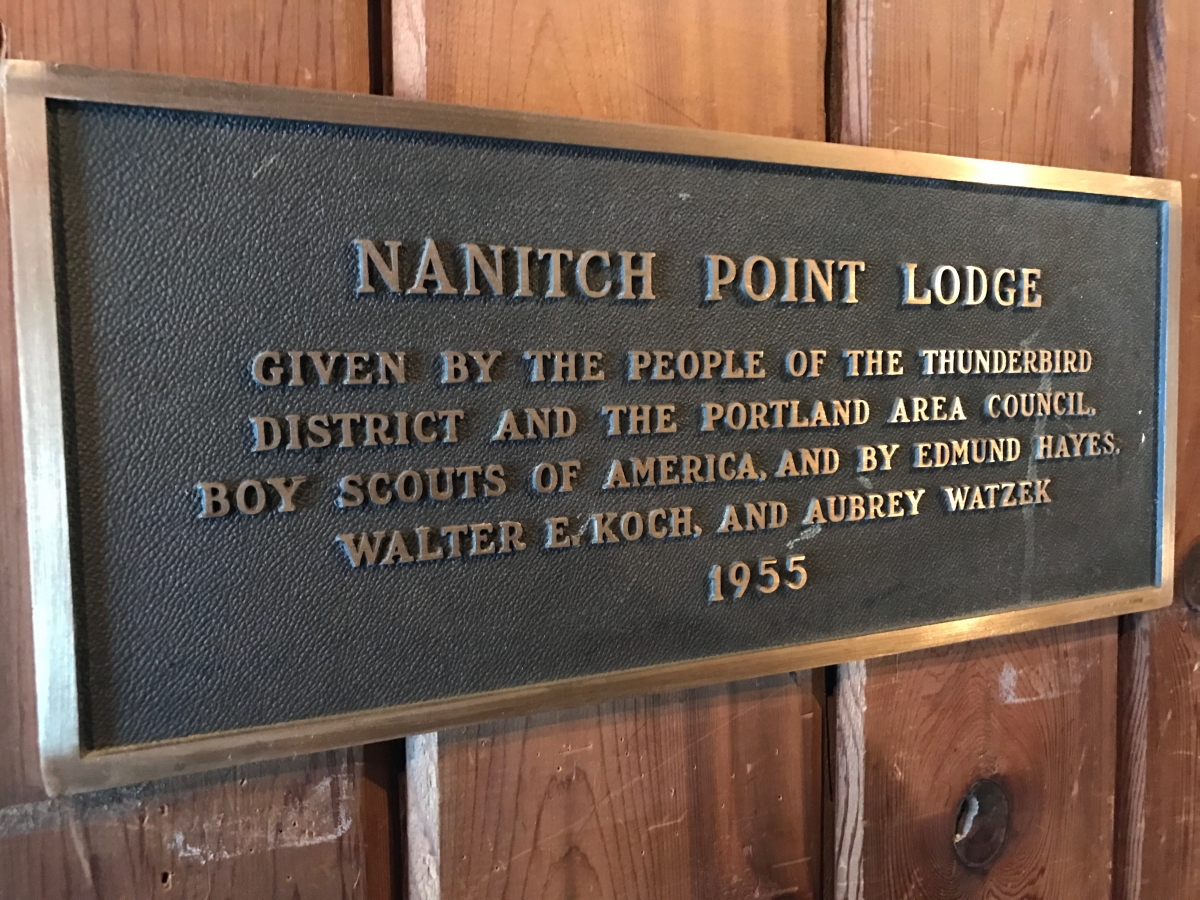 NANITCH POINT LODGE
GIVEN BY THE PEOPLE OF THE THUNDERBIRD
DISTRICT AND THE PORTLAND AREA COUNCIL,
BOY SCOUTS OF AMERICA, AND BY EDMUND HAYES,
WALTER E. KOCH, AND AUBREY WATZEK
1955